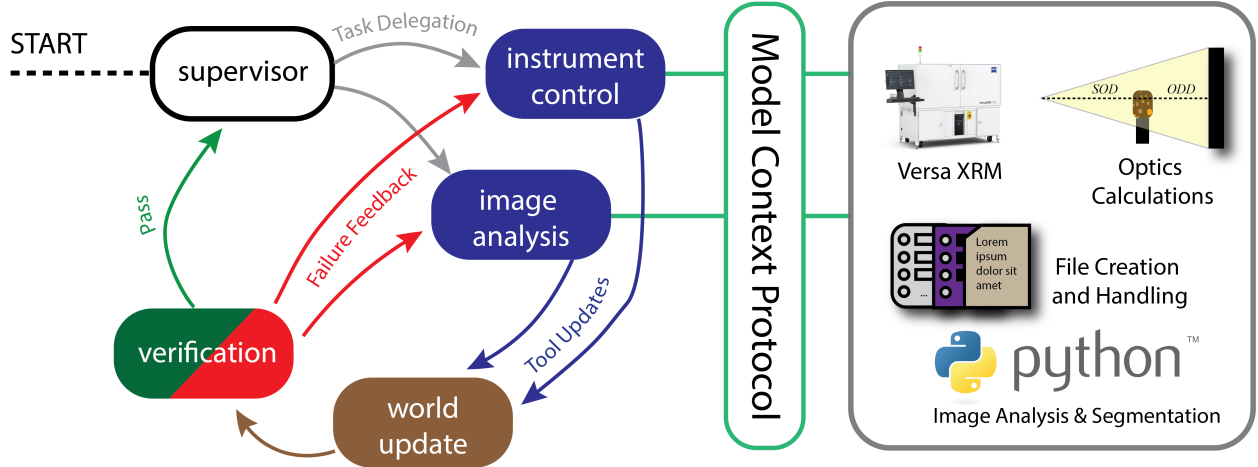 START
supervisor
Task Delegation
instrument
control
image
analysis
Pass
Failure Feedback
Tool Updates
verification
world
update
Model Context Protocol
Versa XRM
SOD
ODD
Optics
Calculations
Lorem
ipsum
dolor sit
amet
...
File Creation
and Handling
python™
Image Analysis & Segmentation